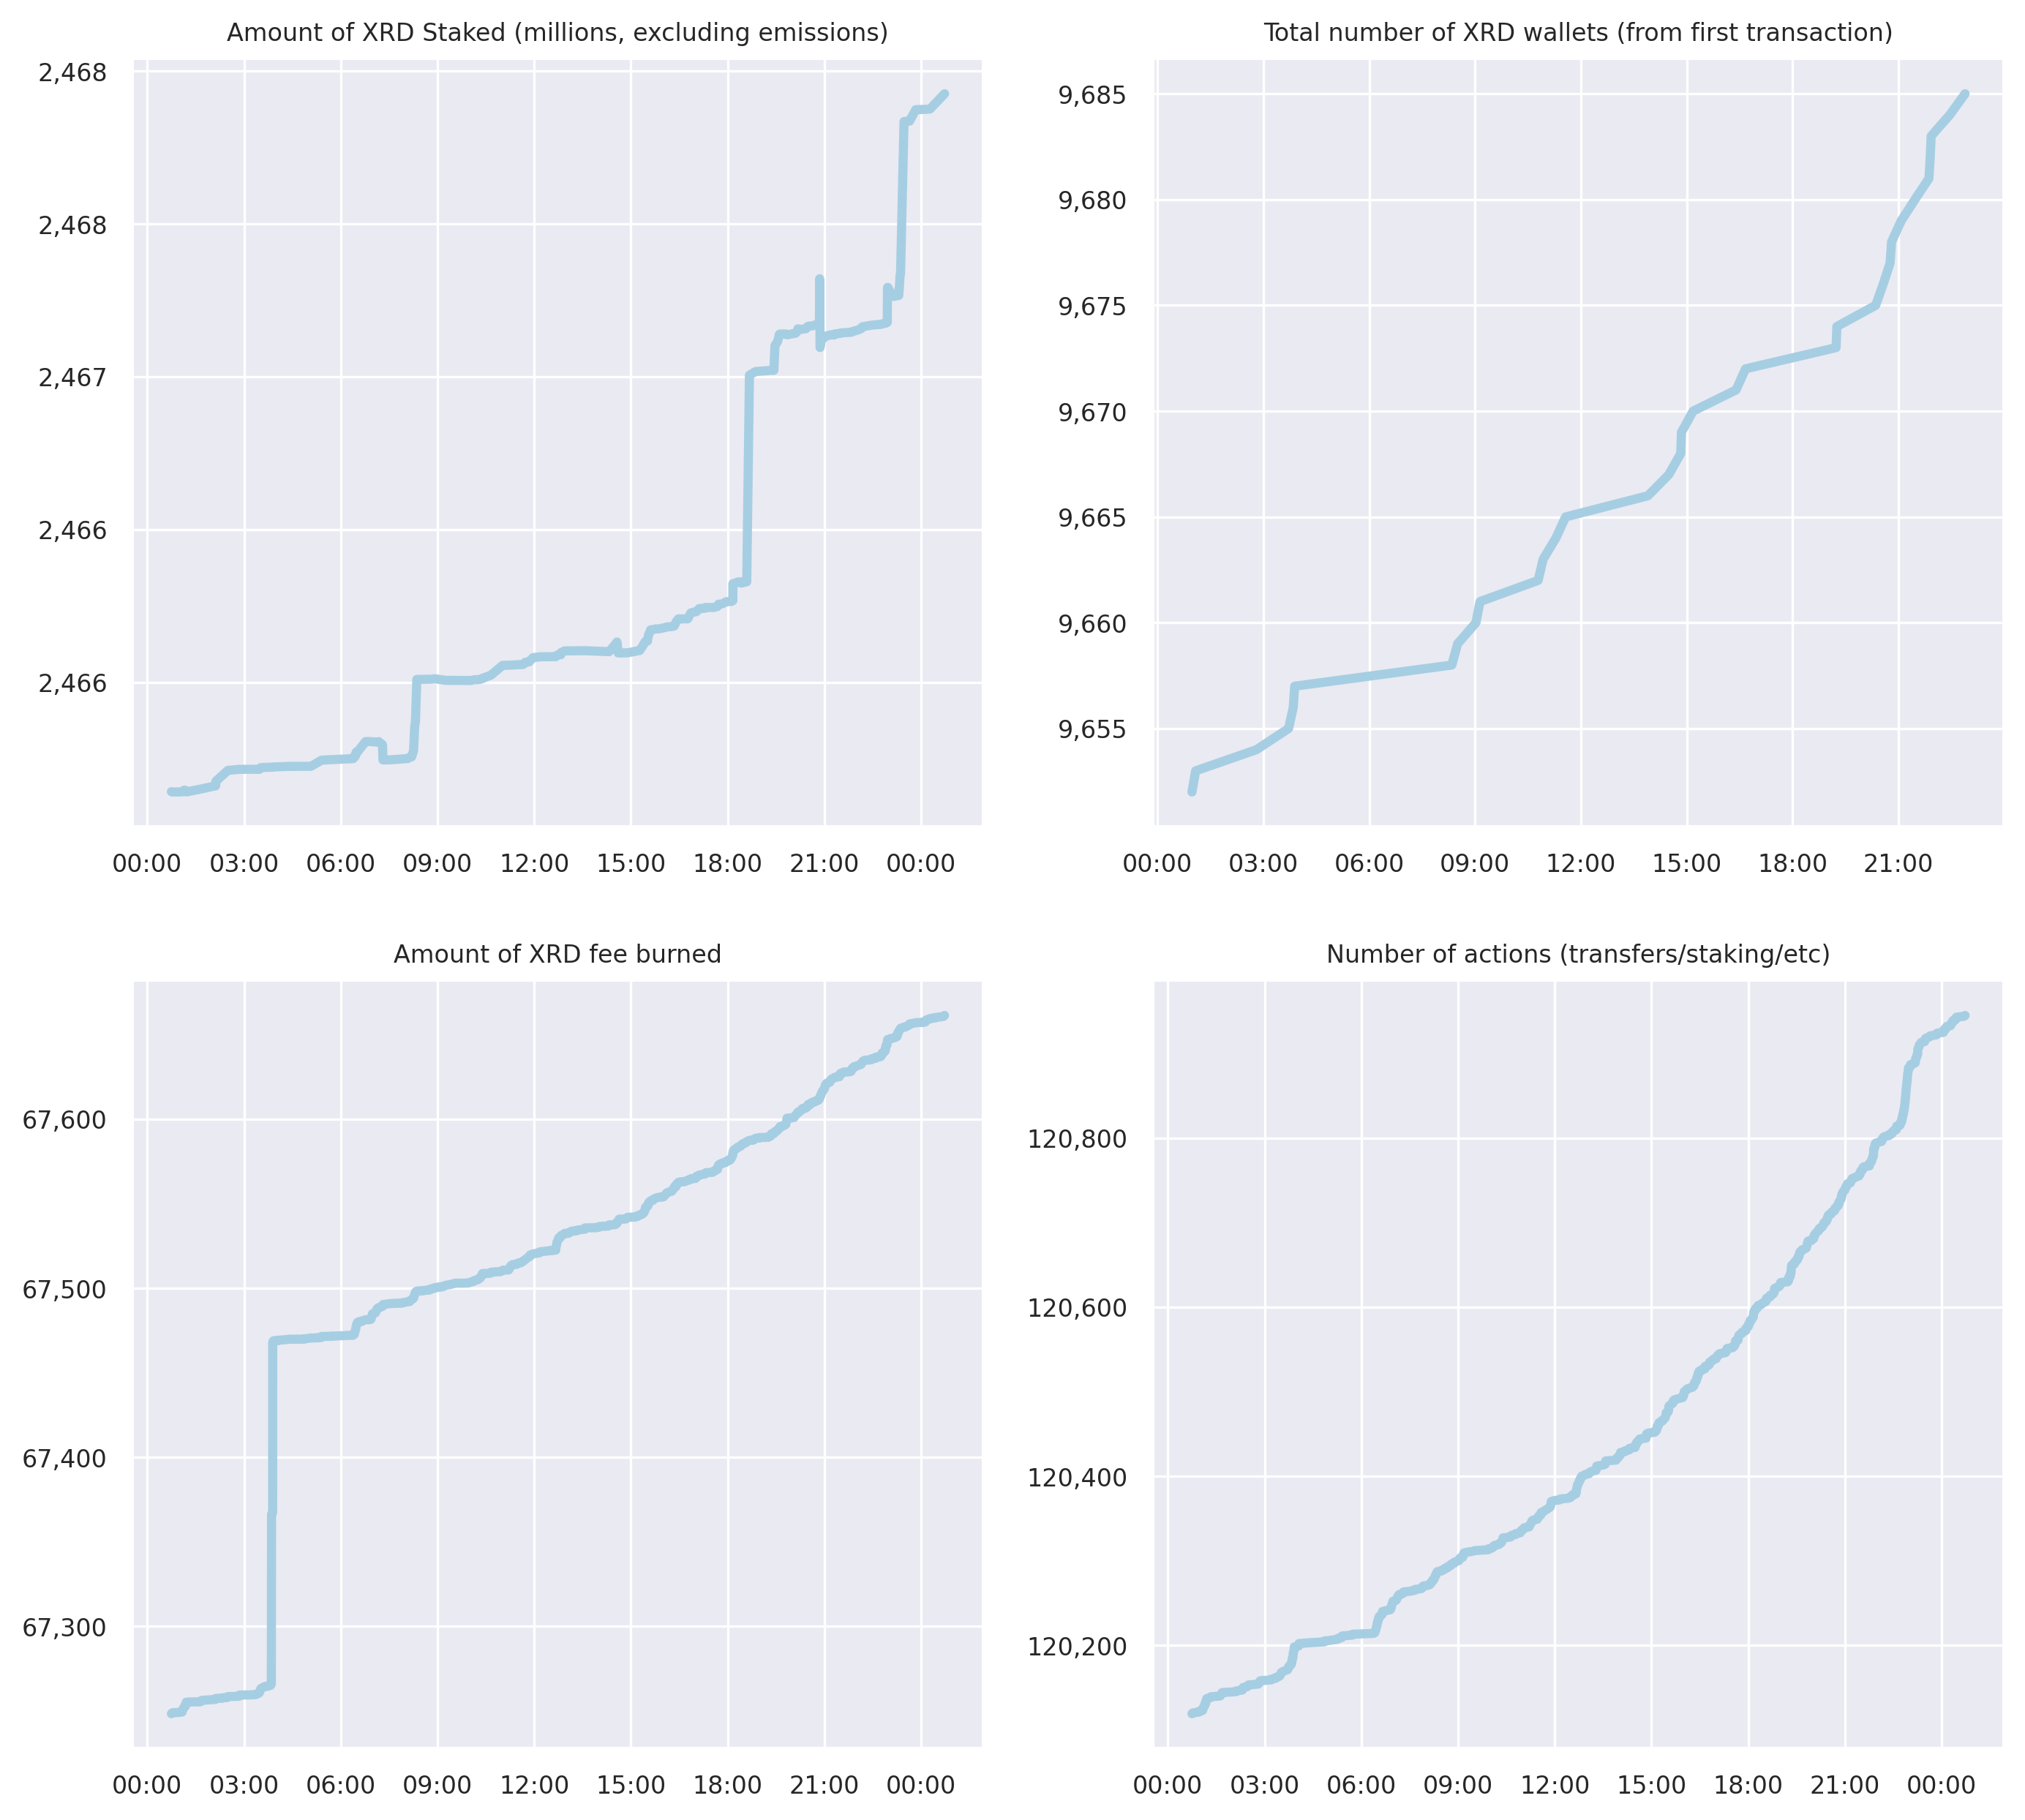 Amount of XRD Staked (millions, excluding emissions)
2,468
2,468
2,467
2,466
2,466
00:00 03:00 06:00 09:00 12:00 15:00 18:00 21:00 00:00
Total number of XRD wallets (from first transaction)
9,685
9,680
9,675
9,670
9,665
9,660
9,655
00:00 03:00 06:00 09:00 12:00 15:00 18:00 21:00
Amount of XRD fee burned
67,600
67,500
67,400
67,300
00:00 03:00 06:00 09:00 12:00 15:00 18:00 21:00 00:00
Number of actions (transfers/staking/etc)
120,800
120,600
120,400
120,200
00:00 03:00 06:00 09:00 12:00 15:00 18:00 21:00 00:00